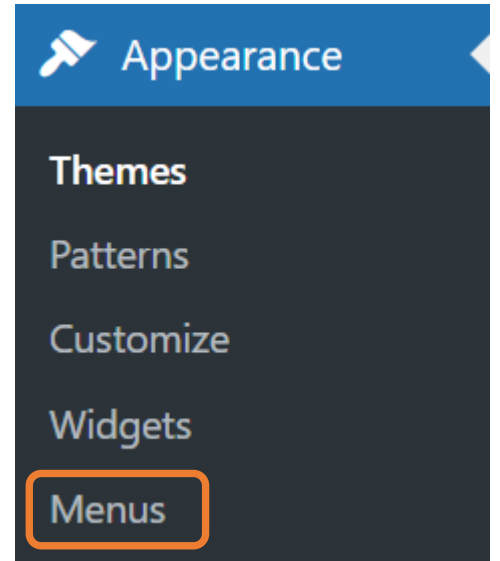 Appearance
Themes
Patterns
Customize
Widgets
Menus